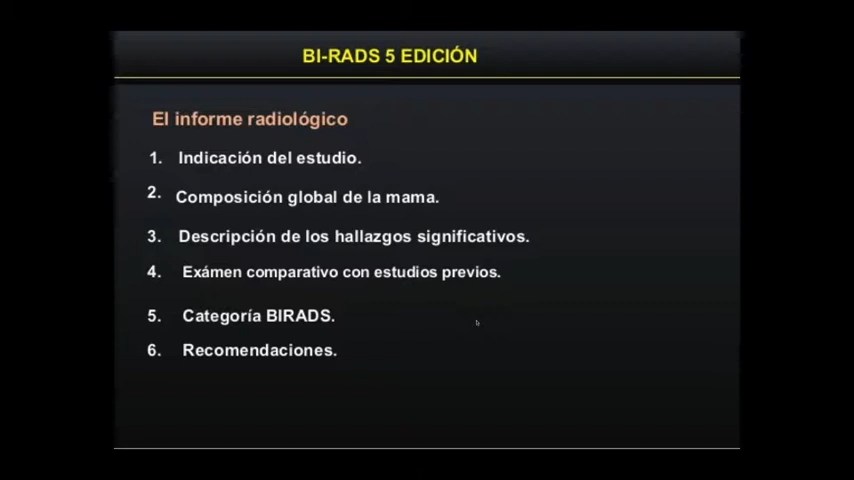 BI-RADS 5 EDICIÓN
El informe radiológico
1. Indicación del estudio.
2. Composición global de la mama.
3. Descripción de los hallazgos significativos.
4. Exámen comparativo con estudios previos.
5. Categoría BIRADS.
6. Recomendaciones.